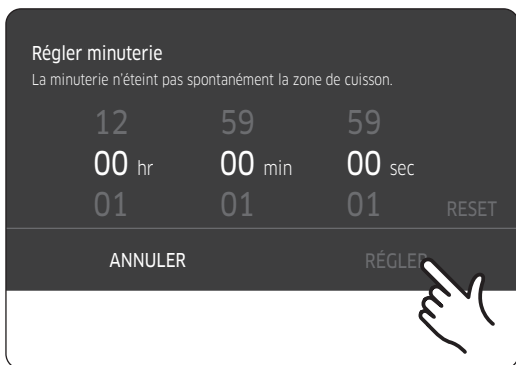 Régler minuterie
La minuterie n'éteint pas spontanément la zone de cuisson.
12 59 59
00 hr 00 min 00 sec
01 01 01 RESET
ANNULER RÉGLER